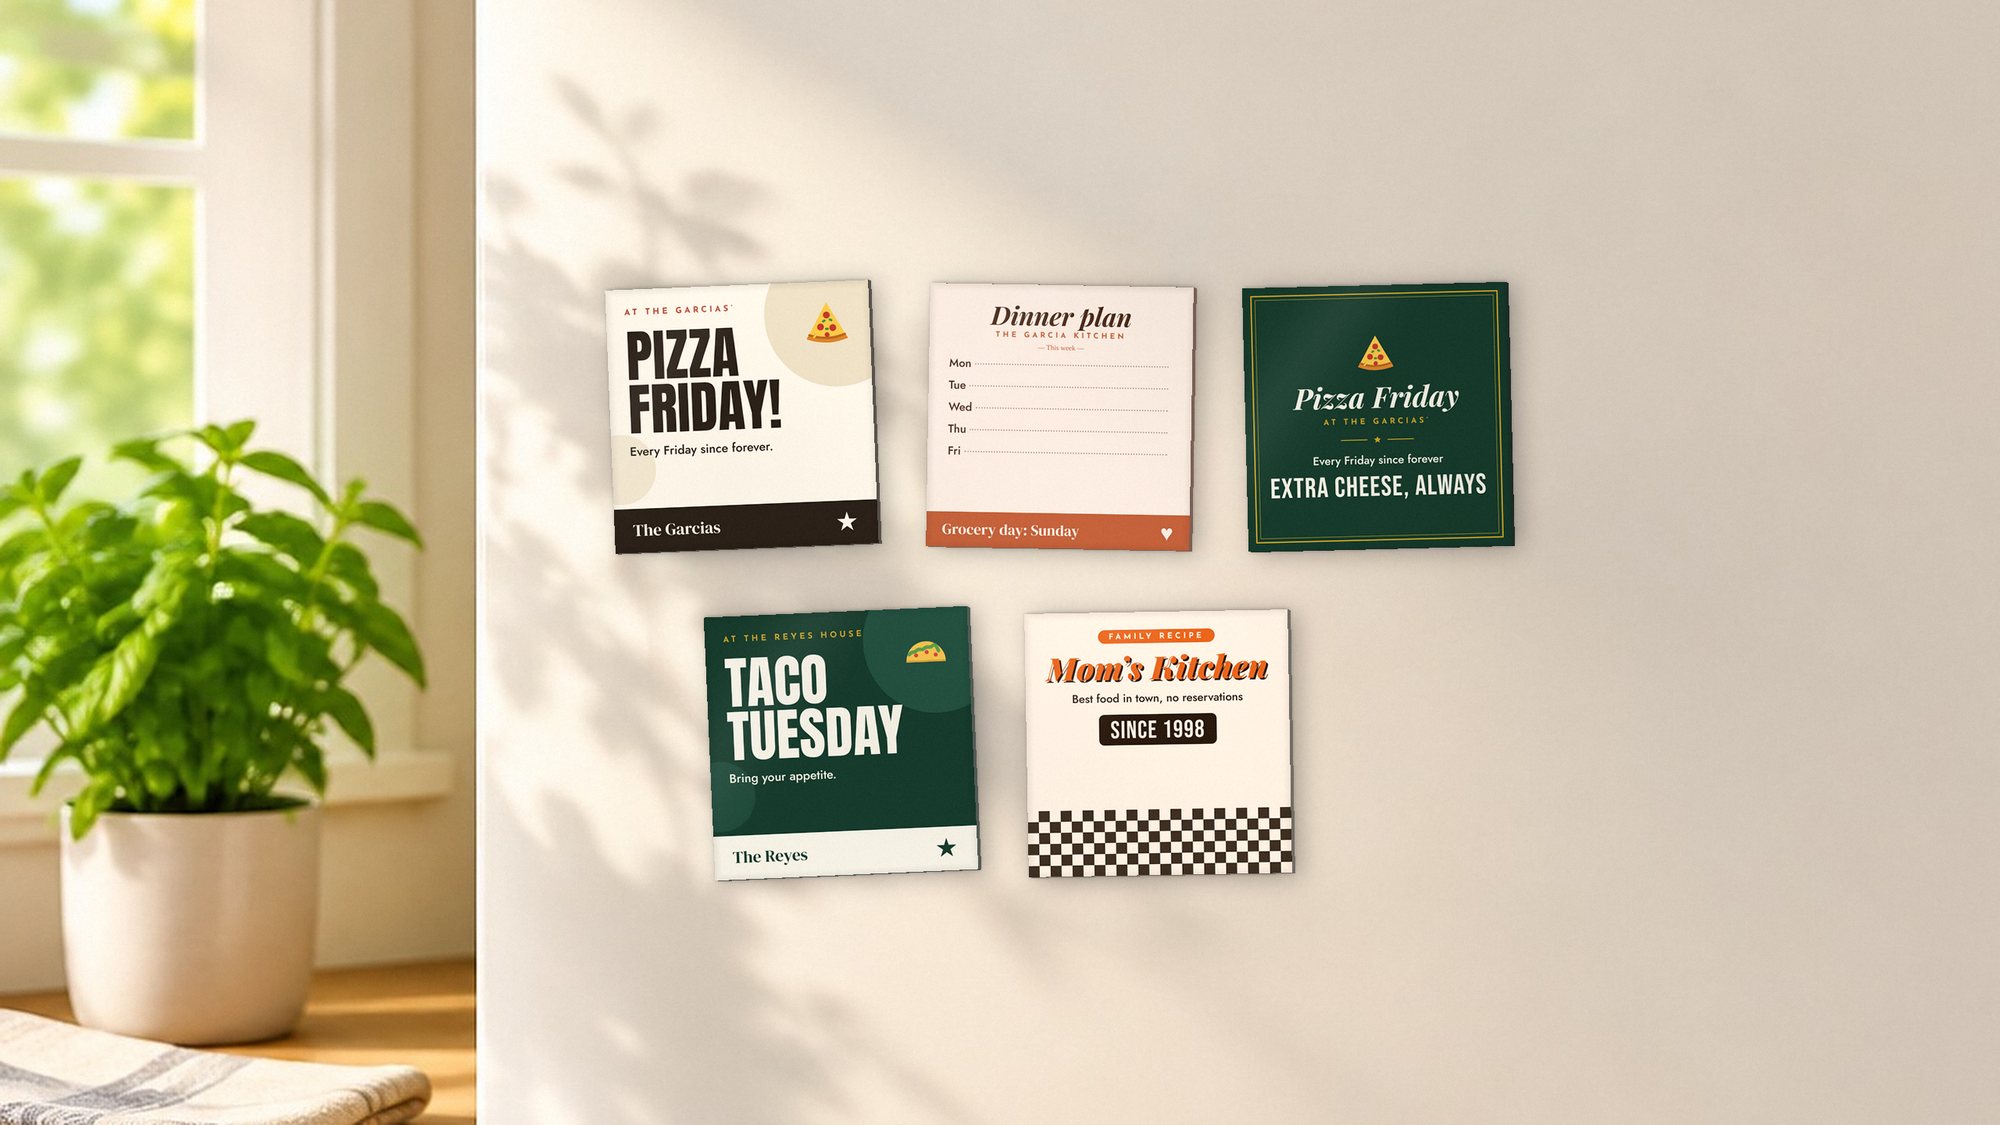 AT THE GARCIAS'
PIZZA
FRIDAY!
Every Friday since forever.
The Garcias
Dinner plan
THE GARCIA KITCHEN
— This week —
Mon
Tue
Wed
Thu
Fri
Grocery day: Sunday
Pizza Friday
AT THE GARCIAS'
Every Friday since forever
EXTRA CHEESE, ALWAYS
AT THE REYES HOUSE
TACO
TUESDAY
Bring your appetite.
The Reyes
FAMILY RECIPE
Mom's Kitchen
Best food in town, no reservations
SINCE 1998